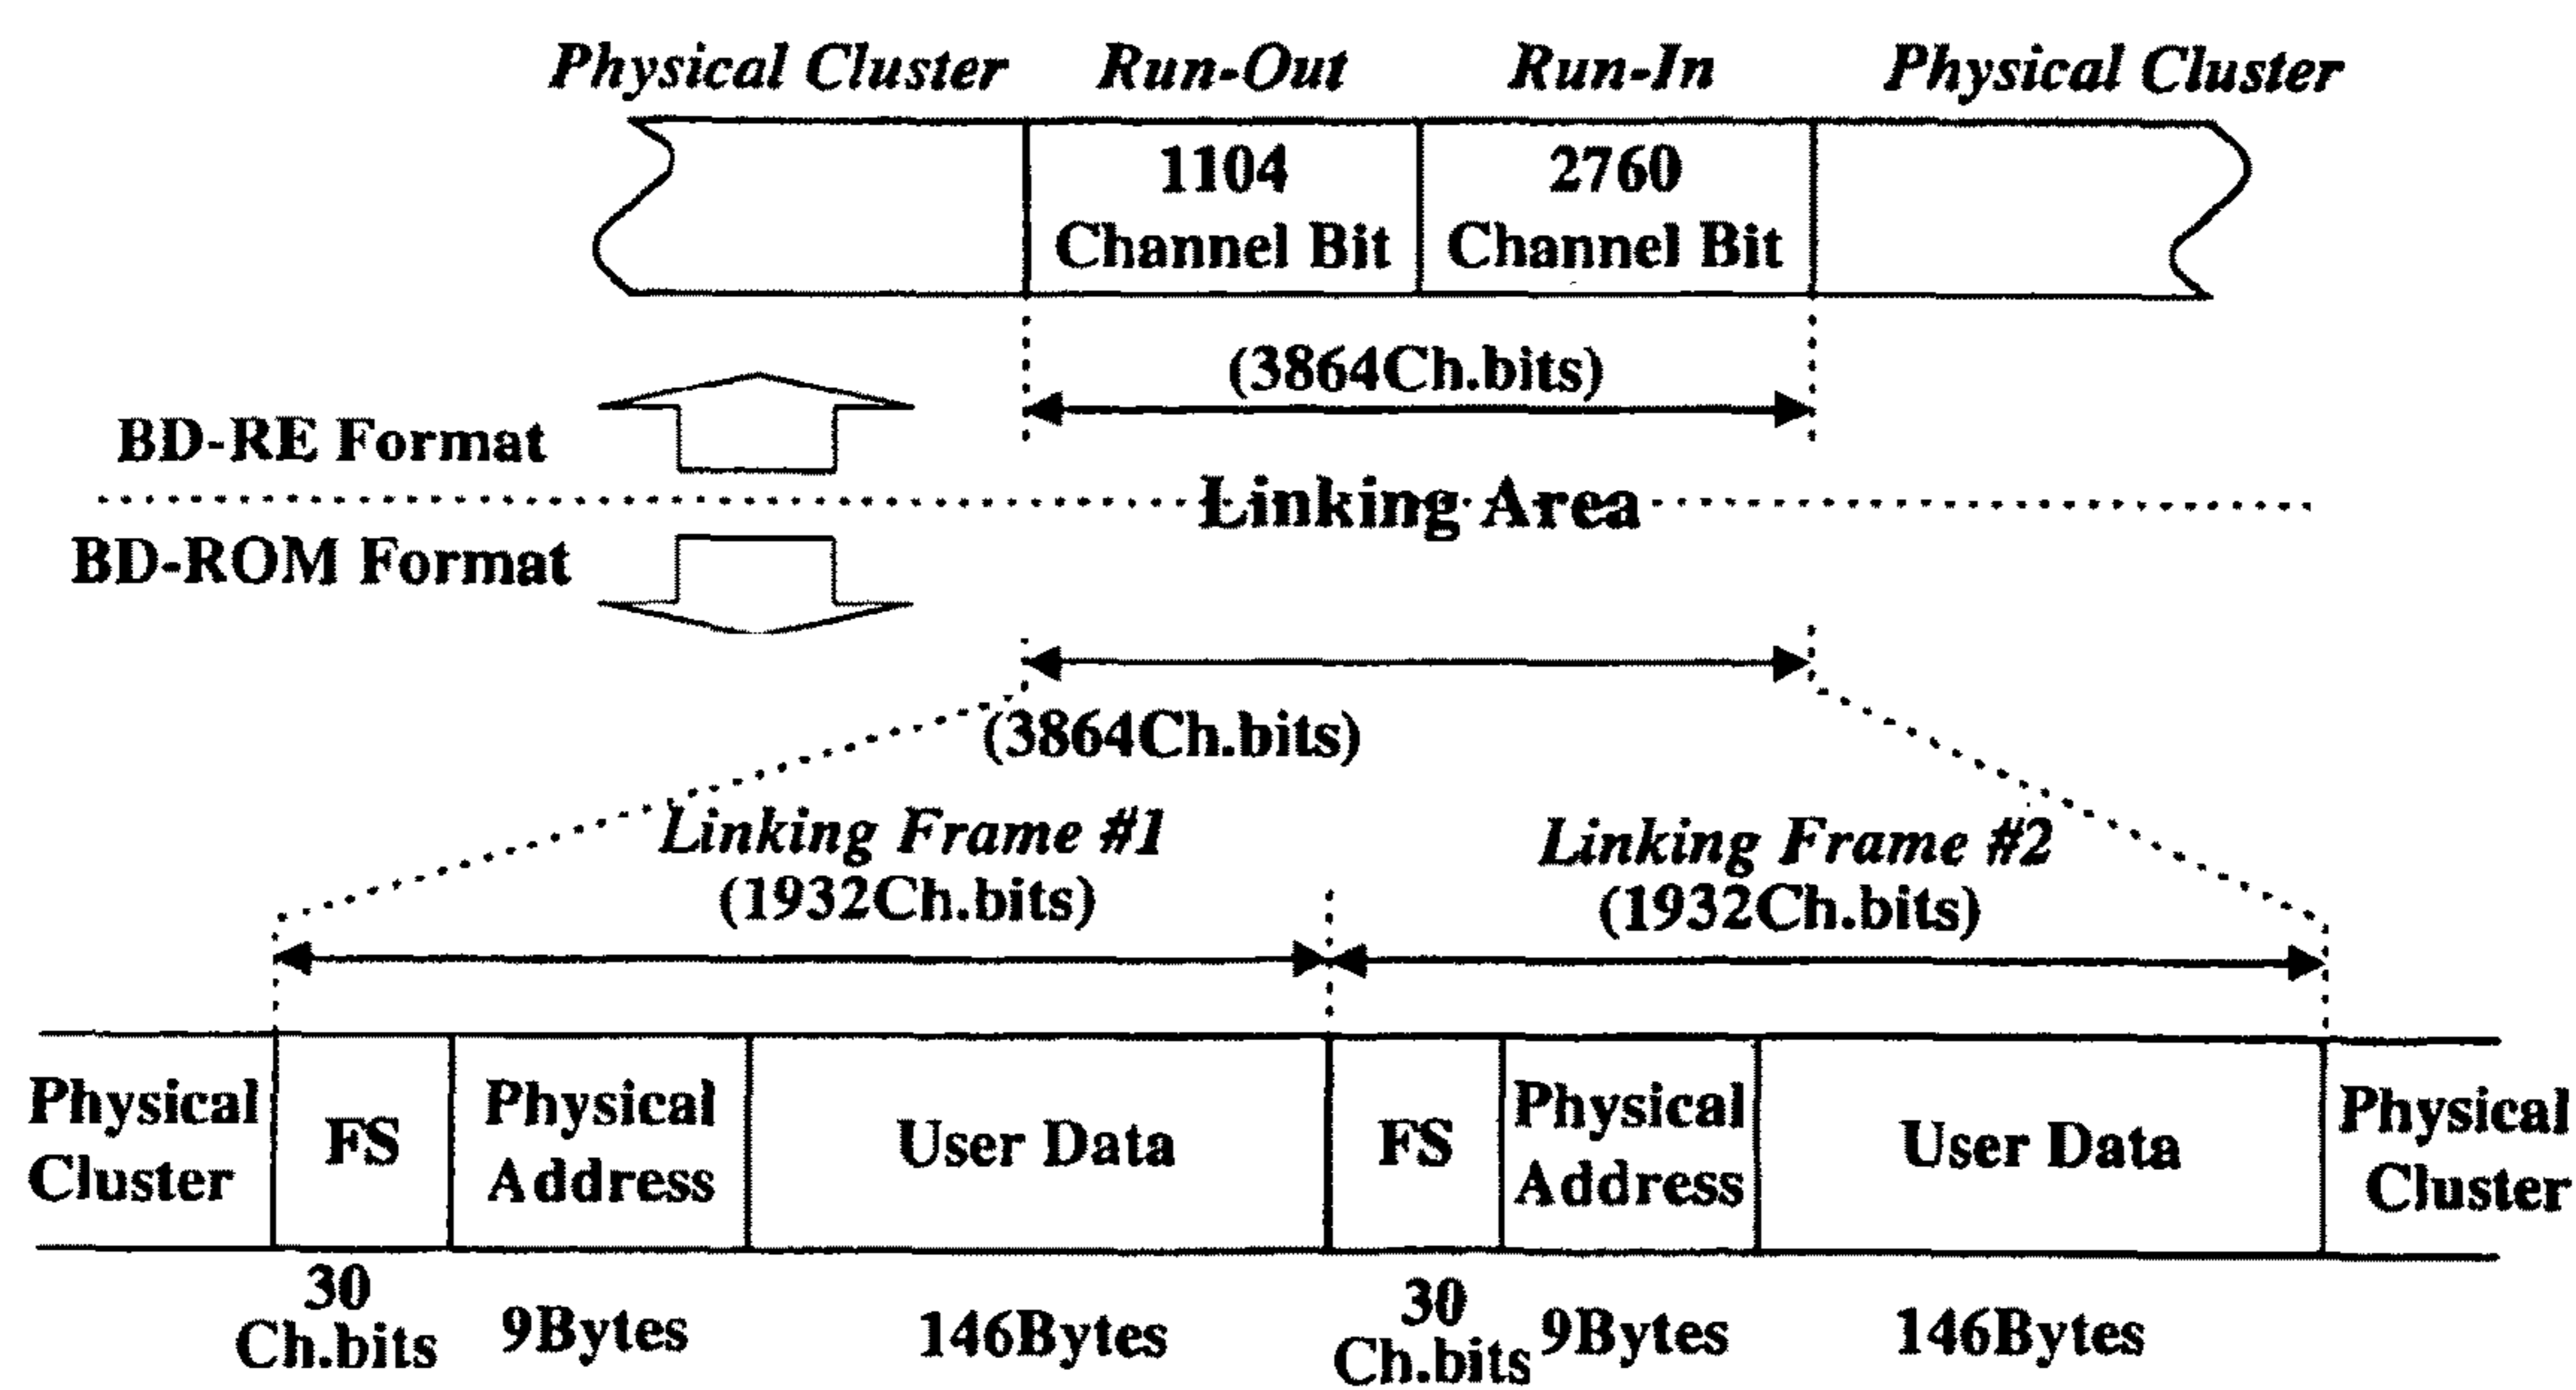 Physical Cluster Run-Out Run-In Physical Cluster
1104 2760
Channel Bit Channel Bit
(3864Ch.bits)
BD-RE Format
Linking Area
BD-ROM Format
(3864Ch.bits)
Linking Frame #1 Linking Frame #2
(1932Ch.bits) (1932Ch.bits)
Physical Physical Physical Physical
Cluster FS Address User Data FS Address User Data Cluster
30 30
Ch.bits 9Bytes 146Bytes Ch.bits 9Bytes 146Bytes